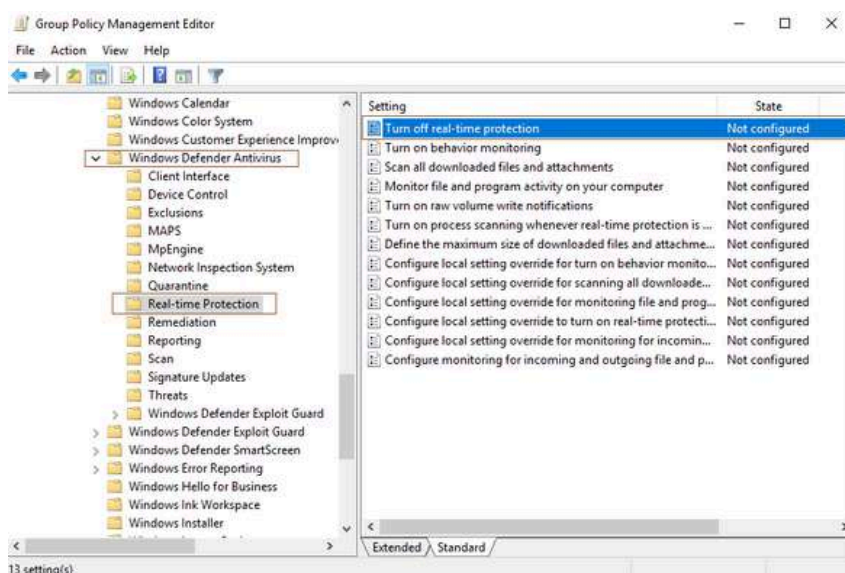 Group Policy Management Editor
File Action View Help
Windows Calendar
Windows Color System
Windows Customer Experience Improv
Windows Defender Antivirus
Client Interface
Device Control
Exclusions
MAPS
MpEngine
Network Inspection System
Quarantine
Real-time Protection
Remediation
Reporting
Scan
Signature Updates
Threats
Windows Defender Exploit Guard
Windows Defender Exploit Guard
Windows Defender SmartScreen
Windows Error Reporting
Windows Hello for Business
Windows Ink Workspace
Windows Installer
Setting State
Turn off real-time protection Not configured
Turn on behavior monitoring Not configured
Scan all downloaded files and attachments Not configured
Monitor file and program activity on your computer Not configured
Turn on raw volume write notifications Not configured
Turn on process scanning whenever real-time protection is ... Not configured
Define the maximum size of downloaded files and attachme... Not configured
Configure local setting override for turn on behavior monito... Not configured
Configure local setting override for scanning all downloade... Not configured
Configure local setting override for monitoring file and prog... Not configured
Configure local setting override to turn on real-time protecti... Not configured
Configure local setting override for monitoring for incomin... Not configured
Configure monitoring for incoming and outgoing file and p... Not configured
Extended Standard
13 setting(s)